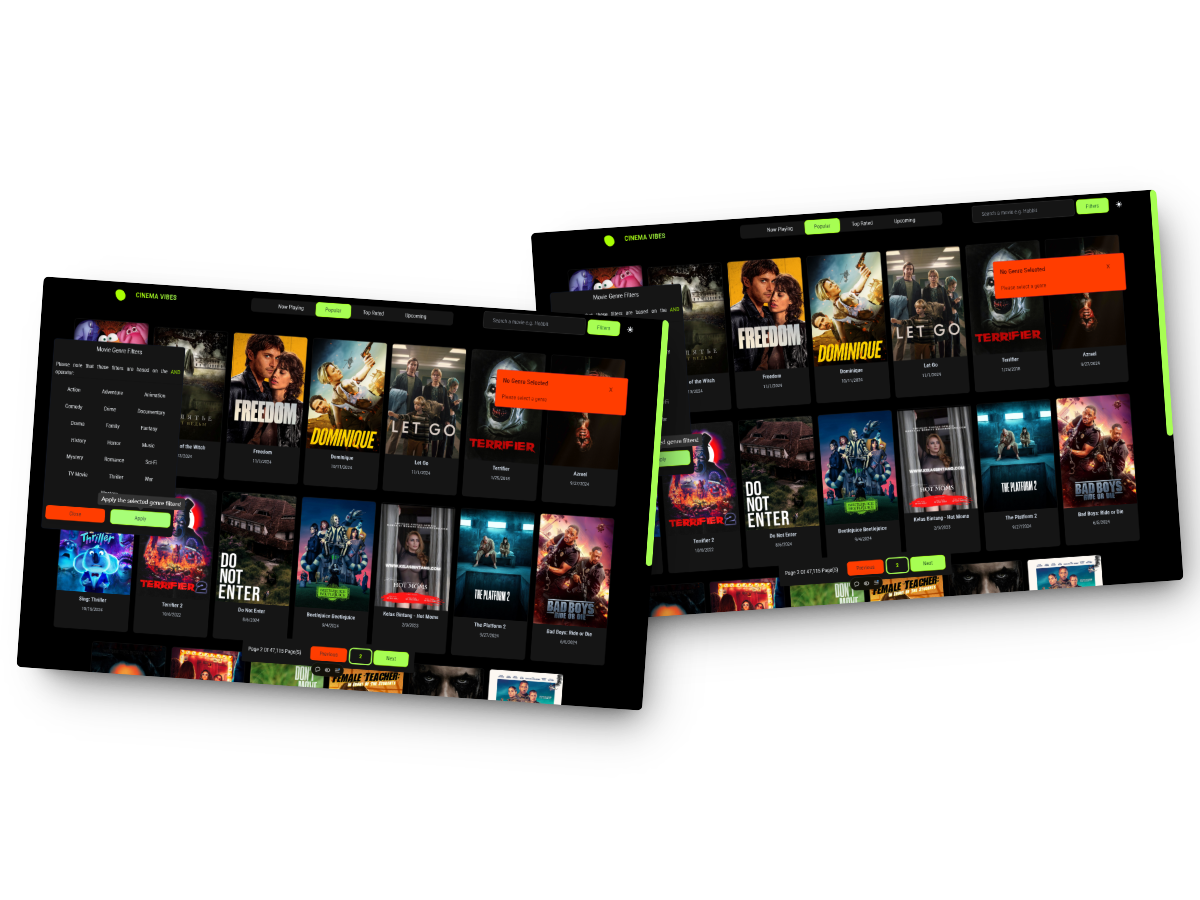 CINEMA VIBES
Now Playing
Popular
Top Rated
Upcoming
Search a movie e.g. Hobbit
Filters
Movie Genre Filters
Please note that these filters are based on the AND
operator.
Action
Adventure
Animation
Comedy
Crime
Documentary
Drama
Family
Fantasy
History
Horror
Music
Mystery
Romance
Sci-Fi
TV Movie
Thriller
War
Apply the selected genre filters!
Close
Apply
No Genre Selected
X
Please select a genre
of the Witch
FREEDOM
Freedom
11/1/2024
DOMINIQUE
Dominique
10/11/2024
LET GO
Let Go
11/1/2024
TERRIFIER
Terrifier
1/25/2018
Azrael
9/27/2024
Thriller
Sing: Thriller
10/15/2024
TERRIFIER 2
Terrifier 2
10/6/2022
DO
NOT
ENTER
Do Not Enter
Beetlejuice Beetlejuice
9/4/2024
HOT MOMS
Kelas Bintang - Hot Moms
2/3/2023
THE PLATFORM 2
The Platform 2
9/27/2024
BAD BOYS
RIDE OR DIE
Bad Boys: Ride or Die
6/5/2024
Page 2 Of 47,115 Page(S)
Previous
2
Next
DON'T
FEMALE TEACHER:
CINEMA VIBES
Now Playing
Popular
Top Rated
Upcoming
Search a movie e.g. Hobbit
Filters
Movie Genre Filters
these filters are based on the AND
ed genre filters!
No Genre Selected
X
Please select a genre
of the Witch
FREEDOM
Freedom
11/1/2024
DOMINIQUE
Dominique
10/11/2024
LET GO
Let Go
11/1/2024
TERRIFIER
Terrifier
1/25/2018
Azrael
9/27/2024
TERRIFIER 2
Terrifier 2
10/6/2022
DO
NOT
ENTER
Do Not Enter
Beetlejuice Beetlejuice
9/4/2024
HOT MOMS
Kelas Bintang - Hot Moms
2/3/2023
THE PLATFORM 2
The Platform 2
9/27/2024
BAD BOYS
RIDE OR DIE
Bad Boys: Ride or Die
6/5/2024
Page 2 Of 47,115 Page(S)
Previous
2
Next
DON'T
FEMALE TEACHER: